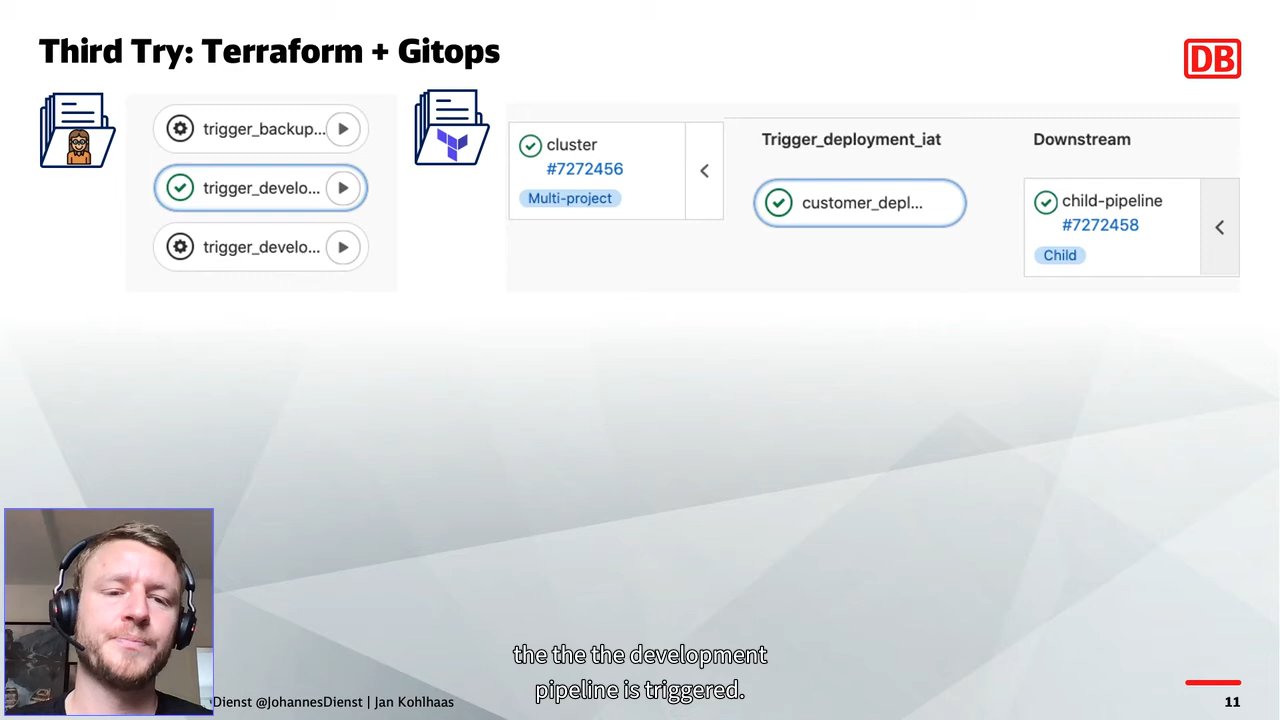 Third Try: Terraform + Gitops
DB
trigger_backup...
trigger_develo...
trigger_develo...
cluster
#7272456
Multi-project
Trigger_deployment_iat
customer_depl...
Downstream
child-pipeline
#7272458
Child
the the the development
pipeline is triggered.
Dienst @JohannesDienst | Jan Kohlhaas
11